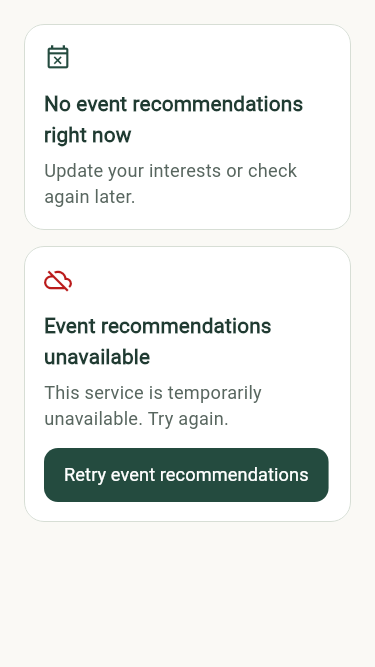 No event recommendations
right now
Update your interests or check
again later.
Event recommendations
unavailable
This service is temporarily
unavailable. Try again.
Retry event recommendations